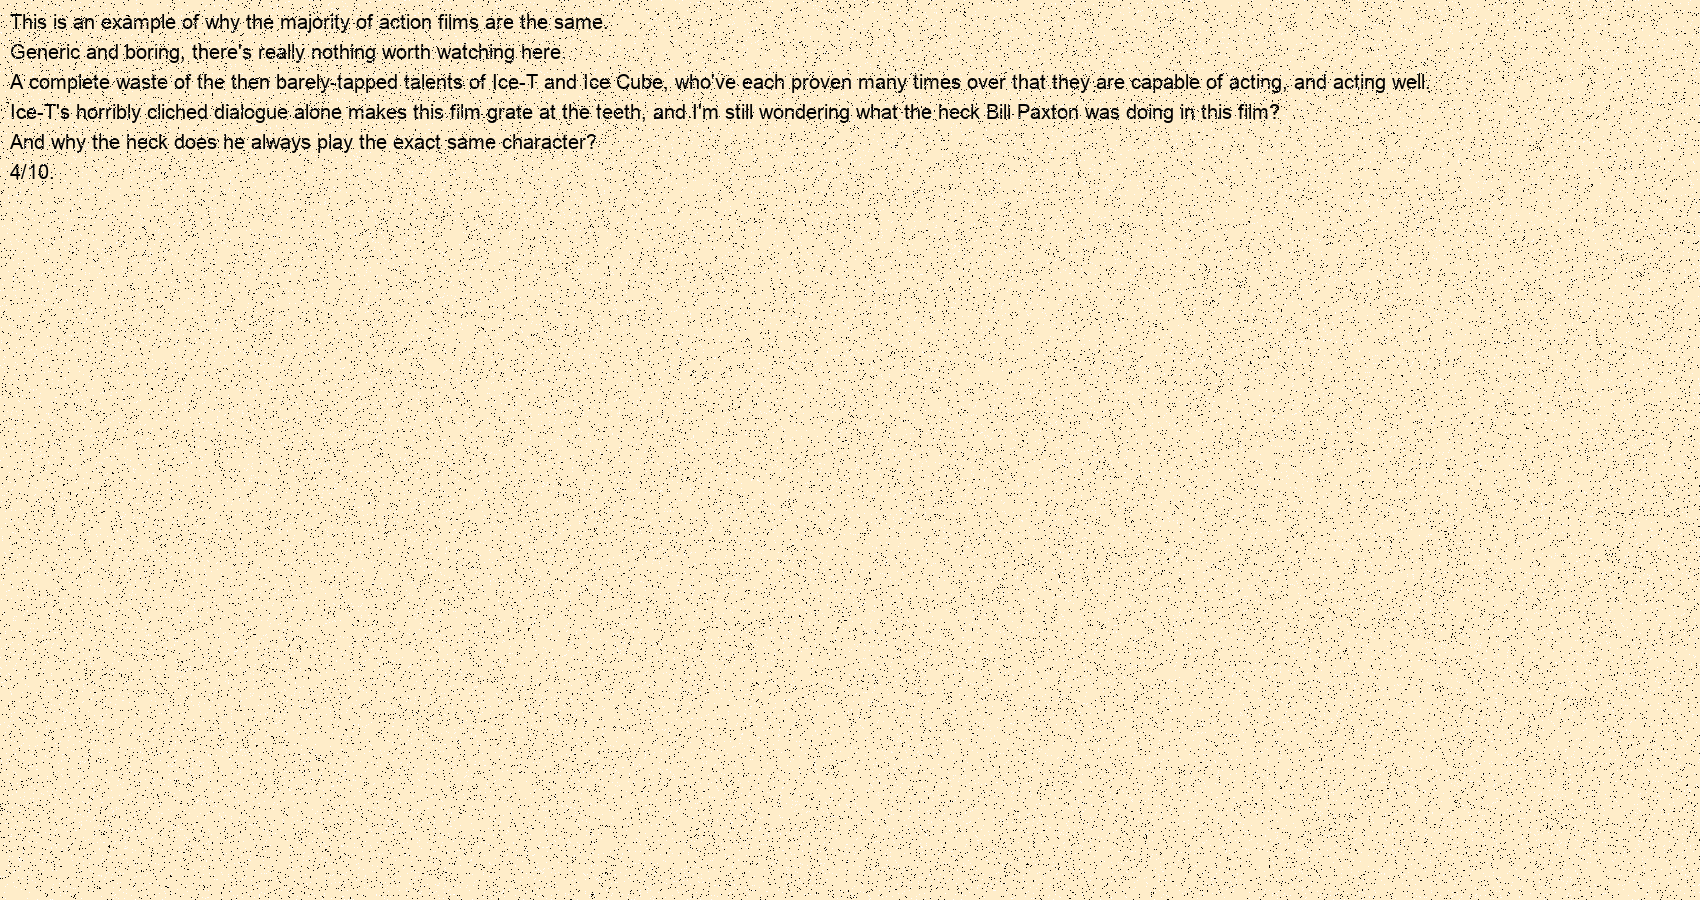 This is an example of why the majority of action films are the same.
Generic and boring, there's really nothing worth watching here.
A complete waste of the then barely-tapped talents of Ice-T and Ice Cube, who've each proven many times over that they are capable of acting, and acting well.
Ice-T's horribly cliched dialogue alone makes this film grate at the teeth, and I'm still wondering what the heck Bill Paxton was doing in this film?
And why the heck does he always play the exact same character?
4/10.